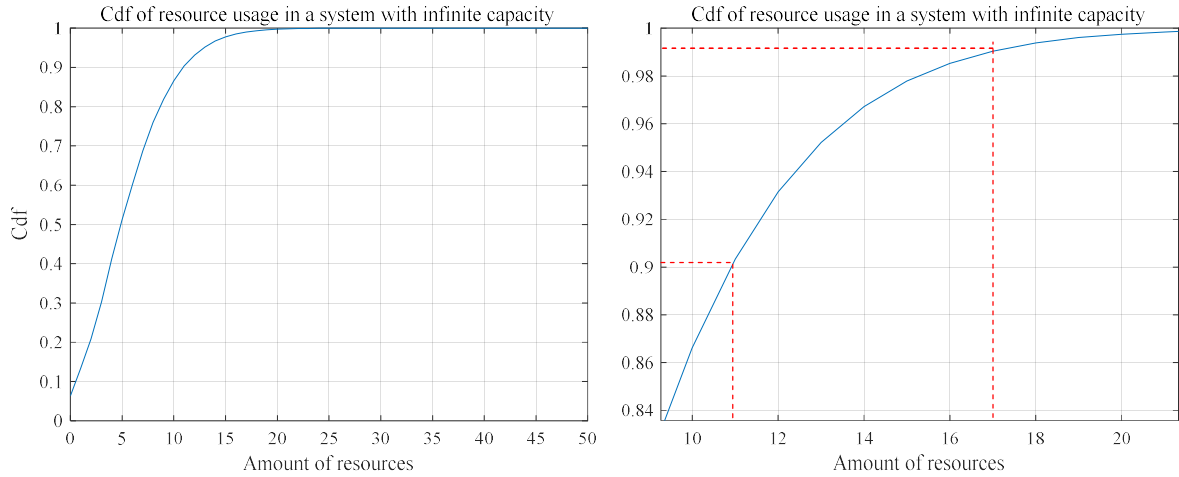 Cdf of resource usage in a system with infinite capacity
1
0.9
0.8
0.7
0.6
0.5
0.4
0.3
0.2
0.1
0
Cdf
0 5 10 15 20 25 30 35 40 45 50
Amount of resources
Cdf of resource usage in a system with infinite capacity
1
0.98
0.96
0.94
0.92
0.9
0.88
0.86
0.84
10 12 14 16 18 20
Amount of resources